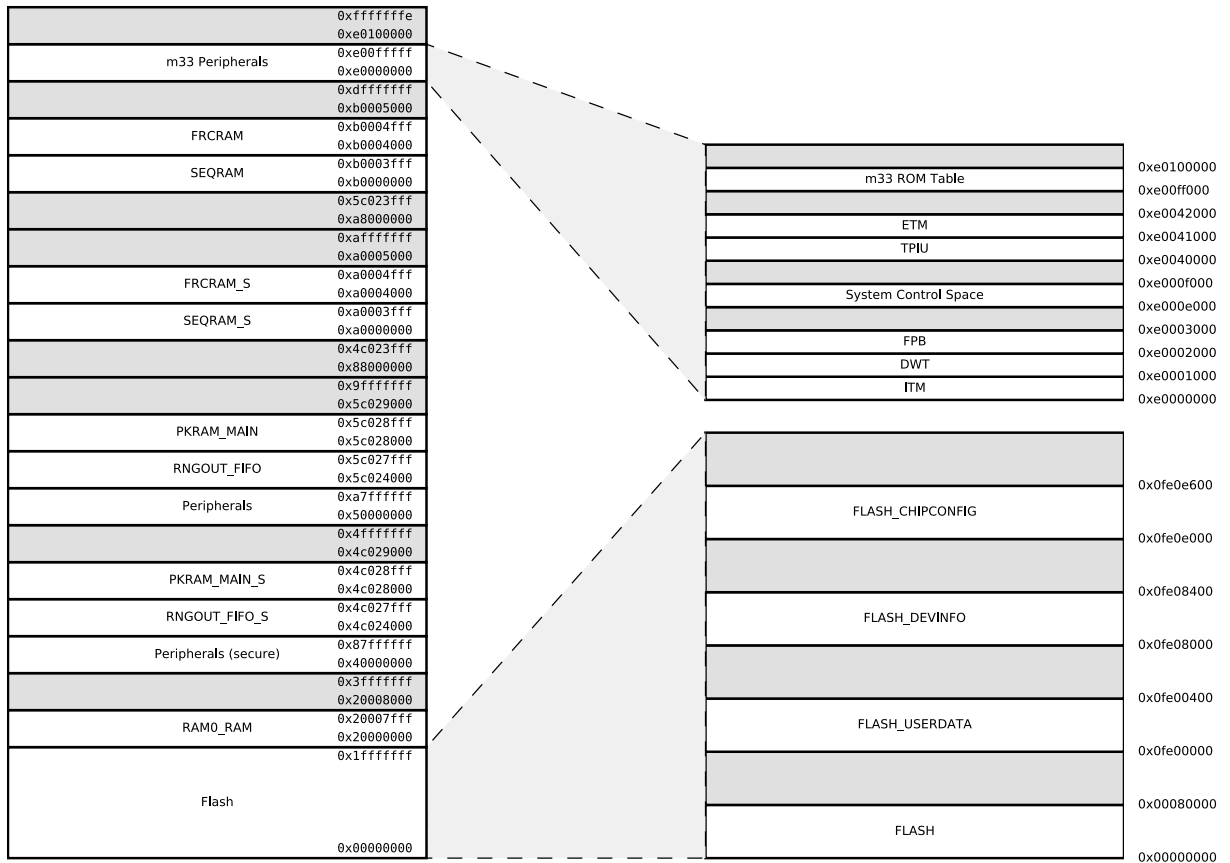 0xfffffffe
0xe0100000
m33 Peripherals
0xe00fffff
0xe0000000
0xdfffffff
0xb0005000
FRCRAM
0xb0004fff
0xb0004000
SEQRAM
0xb0003fff
0xb0000000
0x5c023fff
0xa8000000
0xafffffff
0xa0005000
FRCRAM_S
0xa0004fff
0xa0004000
SEQRAM_S
0xa0003fff
0xa0000000
0x4c023fff
0x88000000
0x9fffffff
0x5c029000
PKRAM_MAIN
0x5c028fff
0x5c028000
RNGOUT_FIFO
0x5c027fff
0x5c024000
Peripherals
0xa7ffffff
0x50000000
0x4fffffff
0x4c029000
PKRAM_MAIN_S
0x4c028fff
0x4c028000
RNGOUT_FIFO_S
0x4c027fff
0x4c024000
Peripherals (secure)
0x87ffffff
0x40000000
0x3fffffff
0x20008000
RAM0_RAM
0x20007fff
0x20000000
0x1fffffff
Flash
0x00000000
0xe0100000
m33 ROM Table
0xe00ff000
0xe0042000
ETM
0xe0041000
TPIU
0xe0040000
0xe000f000
System Control Space
0xe000e000
0xe0003000
FPB
0xe0002000
DWT
0xe0001000
ITM
0xe0000000
0x0fe0e600
FLASH_CHIPCONFIG
0x0fe0e000
0x0fe08400
FLASH_DEVINFO
0x0fe08000
0x0fe00400
FLASH_USERDATA
0x0fe00000
0x00080000
FLASH
0x00000000